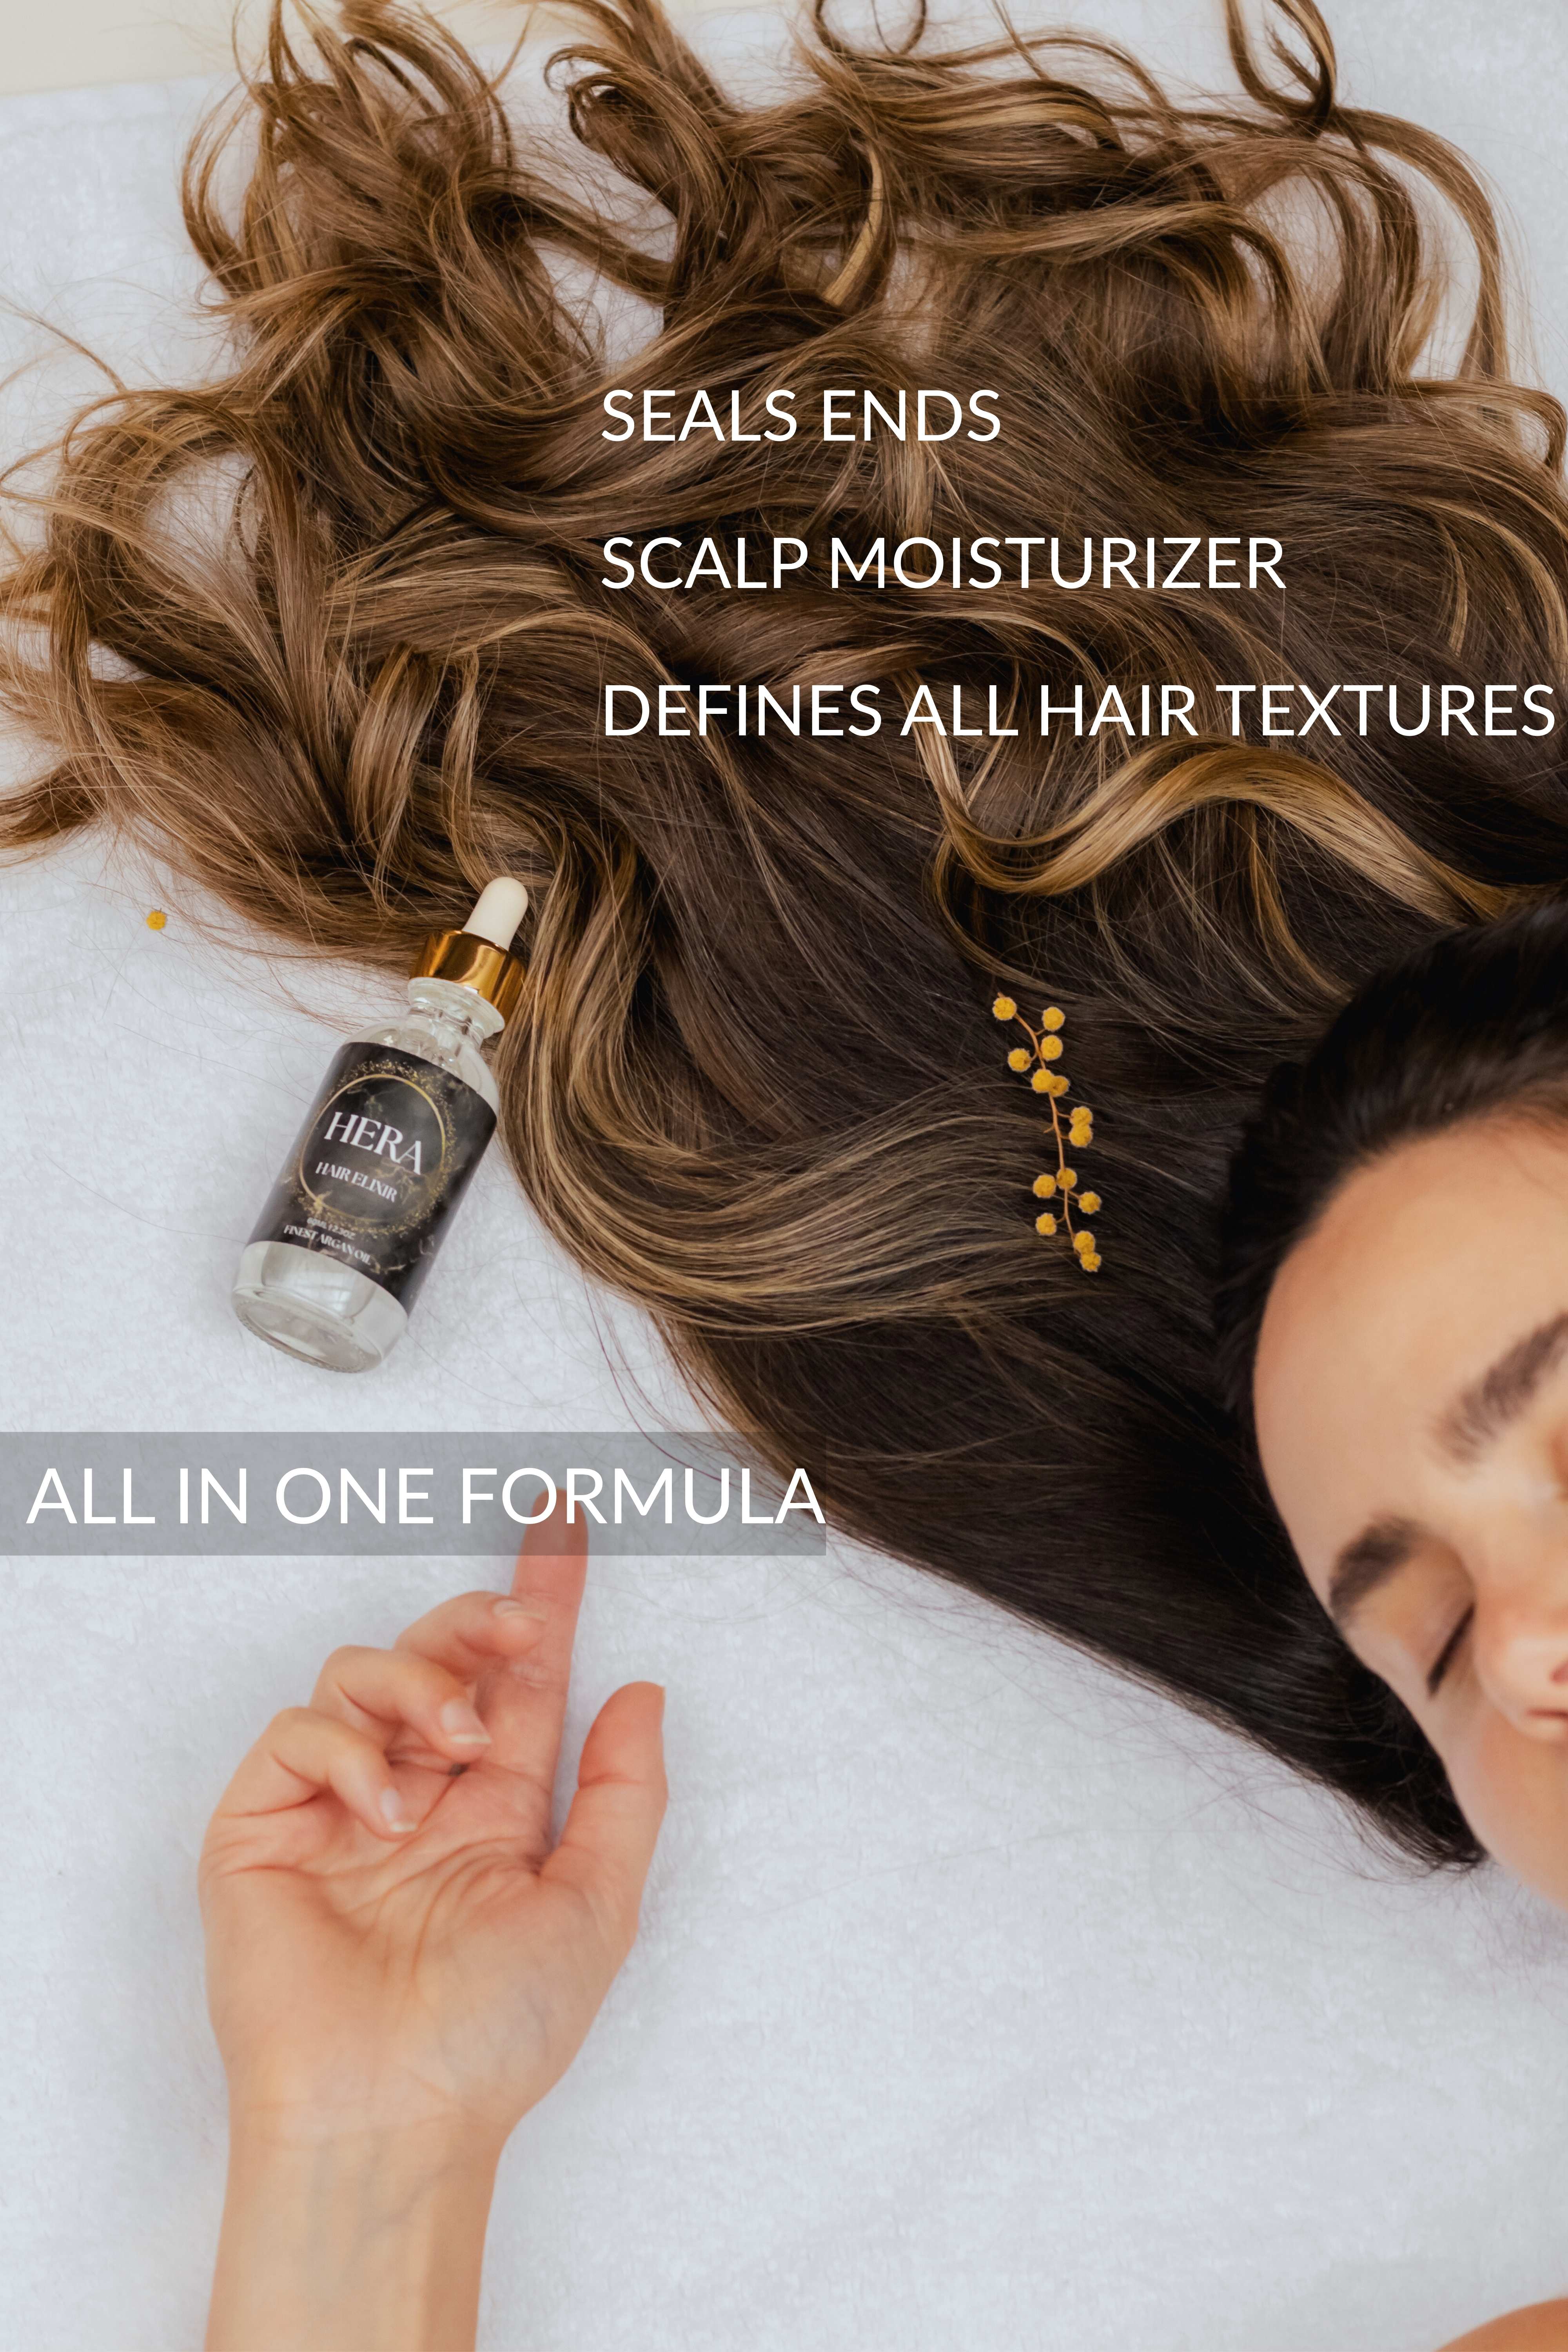 SEALS ENDS
SCALP MOISTURIZER
DEFINES ALL HAIR TEXTURES
HERA
HAIR ELIXIR
FINEST ARGAN OIL
ALL IN ONE FORMULA